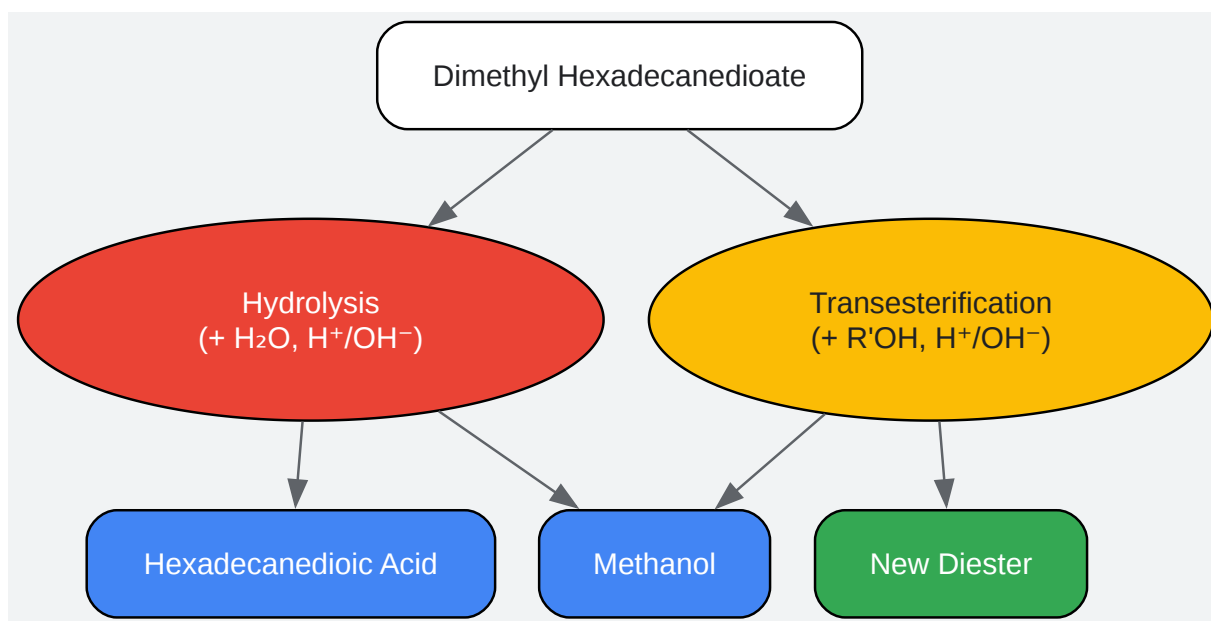 Dimethyl Hexadecanedioate
Hydrolysis
(+ H₂O, H⁺/OH⁻)
Transesterification
(+ R'OH, H⁺/OH⁻)
Hexadecanedioic Acid
Methanol
New Diester